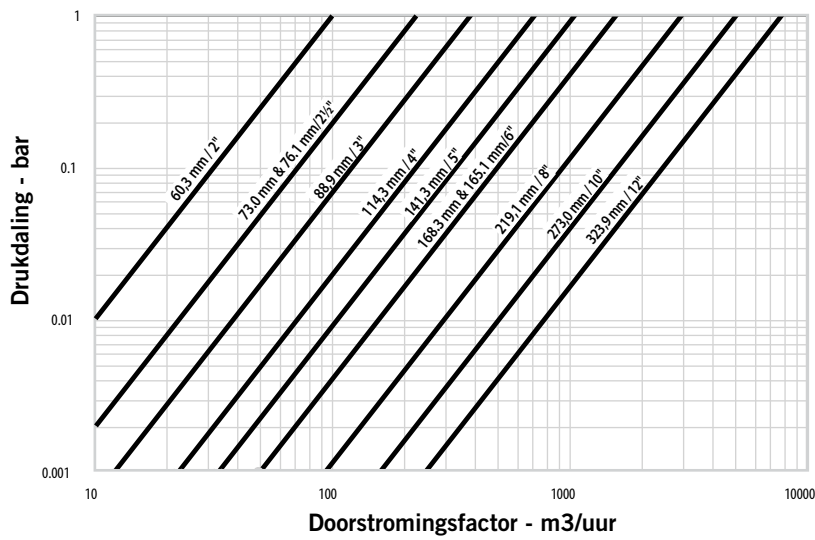 1
0.1
0.01
0.001
Drukdaling - bar
60,3 mm / 2"
73.0 mm & 76.1 mm/2½"
88,9 mm / 3"
114,3 mm / 4"
141,3 mm / 5"
168.3 mm & 165.1 mm/6"
219,1 mm / 8"
273,0 mm / 10"
323,9 mm / 12"
10
100
1000
10000
Doorstromingsfactor - m3/uur